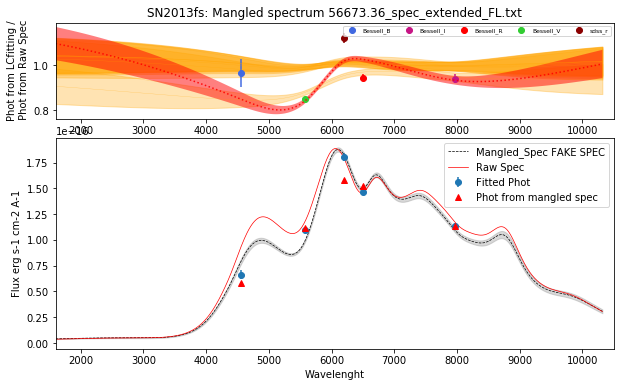 SN2013fs: Mangled spectrum 56673.36_spec_extended_FL.txt
Phot from LCfitting /
Phot from Raw Spec
Bessell_B Bessell_I Bessell_R Bessell_V sdss_r
1.0
0.8
2000 3000 4000 5000 6000 7000 8000 9000 10000
Flux erg s-1 cm-2 A-1
Mangled_Spec FAKE SPEC
Raw Spec
Fitted Phot
Phot from mangled spec
1.75
1.50
1.25
1.00
0.75
0.50
0.25
0.00
2000 3000 4000 5000 6000 7000 8000 9000 10000
Wavelenght